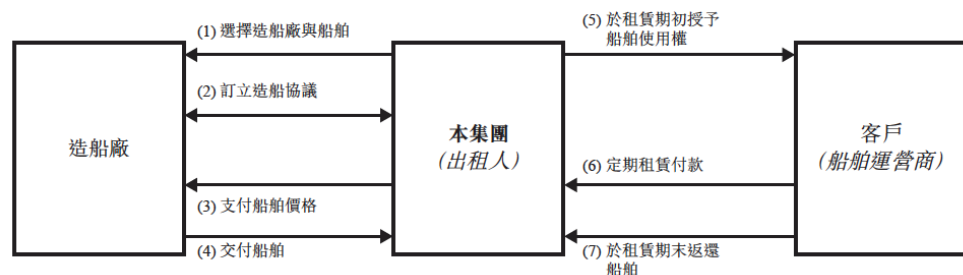 (1) 選擇造船廠與船舶
(2) 訂立造船協議
造船廠
(3) 支付船舶價格
(4) 交付船舶
本集團
(出租人)
(5) 於租賃期初授予
船舶使用權
(6) 定期租賃付款
(7) 於租賃期末返還
船舶
客戶
(船舶運營商)